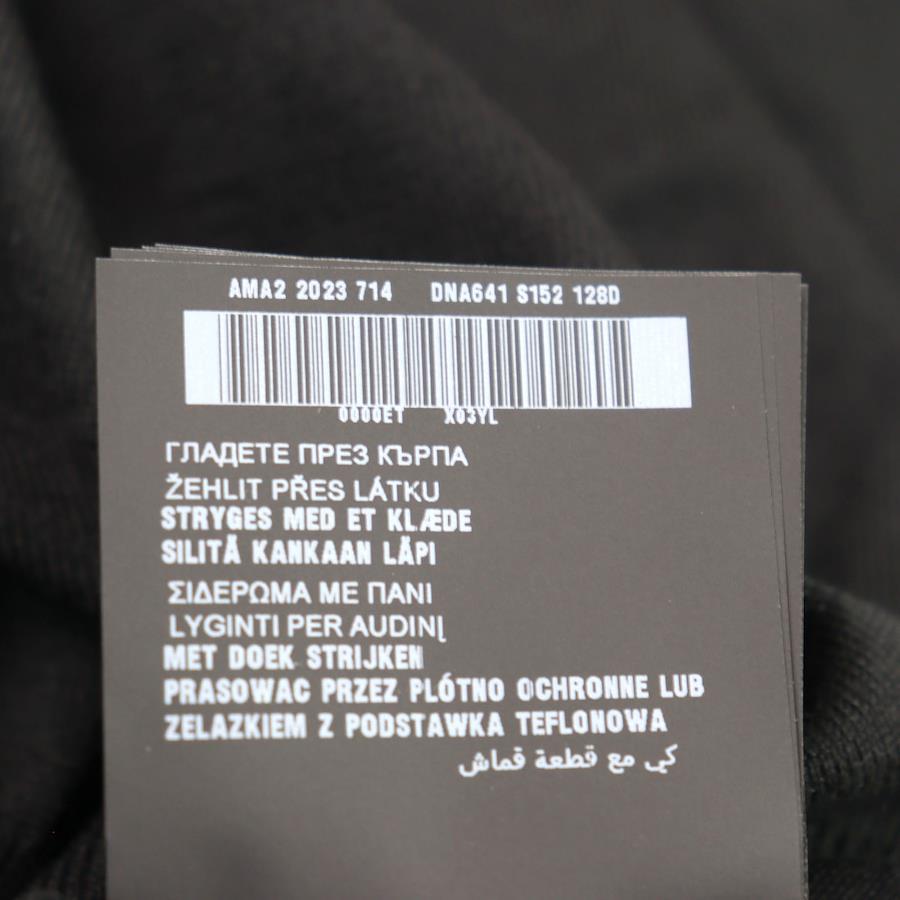 AMA2 2023 714 DNA641 S152 128D
0000ET X03YL
ГЛАДЕТЕ ПРЕЗ КЪРПА
ŽEHLIT PŘES LÁTKU
STRYGES MED ET KLÆDE
SILITÄ KANKAAN LÄPI
ΣΙΔΕΡΩΜΑ ΜΕ ΠΑΝΙ
LYGINTI PER AUDINĮ
MET DOEK STRIJKEN
PRASOWAC PRZEZ PLÓTNO OCHRONNE LUB
ZELAZKIEM Z PODSTAWKA TEFLONOWA
كي مع قطعة قماش